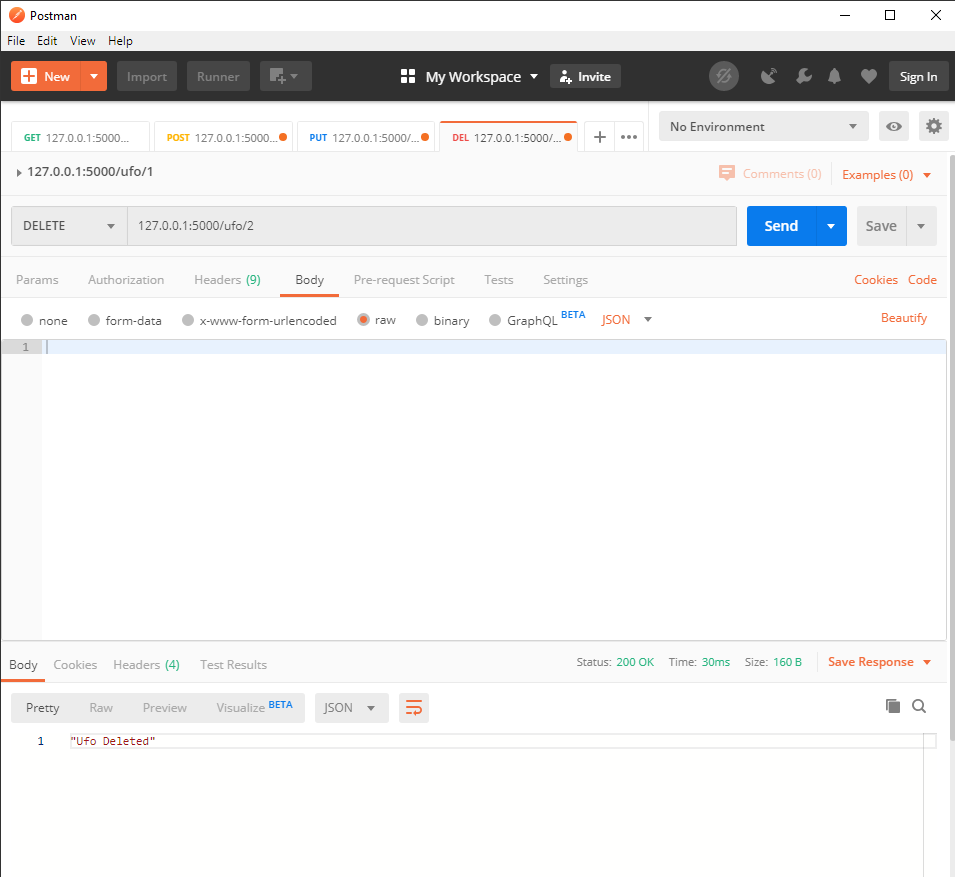 Postman
File Edit View Help
New Import Runner My Workspace Invite Sign In
GET 127.0.0.1:5000... POST 127.0.0.1:5000... PUT 127.0.0.1:5000/... DEL 127.0.0.1:5000/... No Environment
127.0.0.1:5000/ufo/1 Comments (0) Examples (0)
DELETE 127.0.0.1:5000/ufo/2 Send Save
Params Authorization Headers (9) Body Pre-request Script Tests Settings Cookies Code
none form-data x-www-form-urlencoded raw binary GraphQL BETA JSON Beautify
1
Body Cookies Headers (4) Test Results Status: 200 OK Time: 30ms Size: 160 B Save Response
Pretty Raw Preview Visualize BETA JSON
1 "Ufo Deleted"